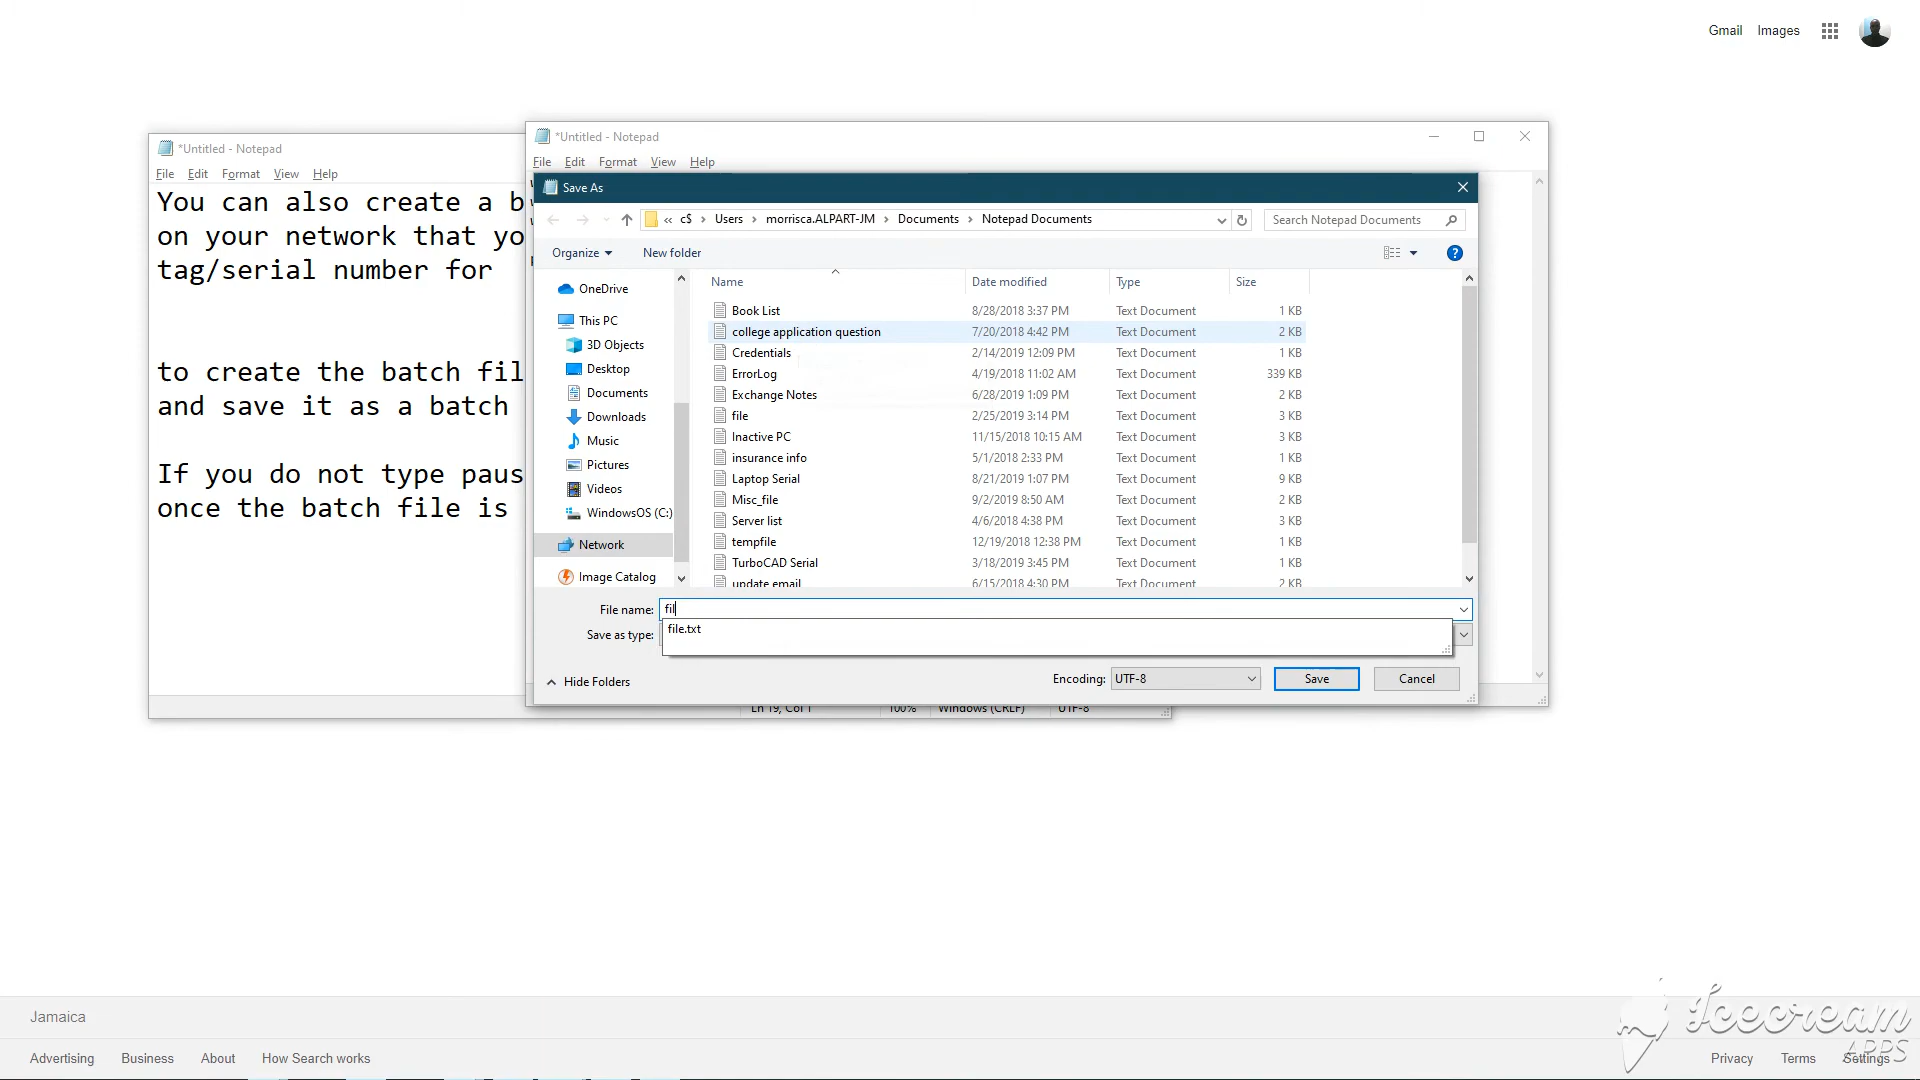 Gmail Images
*Untitled - Notepad
File Edit Format View Help
You can also create a b
on your network that yo
tag/serial number for
to create the batch fil
and save it as a batch
If you do not type paus
once the batch file is
*Untitled - Notepad
File Edit Format View Help
Save As
« c$ › Users › morrisca.ALPART-JM › Documents › Notepad Documents
Search Notepad Documents
Organize New folder
OneDrive
This PC
3D Objects
Desktop
Documents
Downloads
Music
Pictures
Videos
WindowsOS (C:)
Network
Image Catalog
Name Date modified Type Size
Book List 8/28/2018 3:37 PM Text Document 1 KB
college application question 7/20/2018 4:42 PM Text Document 2 KB
Credentials 2/14/2019 12:09 PM Text Document 1 KB
ErrorLog 4/19/2018 11:02 AM Text Document 339 KB
Exchange Notes 6/28/2019 1:09 PM Text Document 2 KB
file 2/25/2019 3:14 PM Text Document 3 KB
Inactive PC 11/15/2018 10:15 AM Text Document 3 KB
insurance info 5/1/2018 2:33 PM Text Document 1 KB
Laptop Serial 8/21/2019 1:07 PM Text Document 9 KB
Misc_file 9/2/2019 8:50 AM Text Document 2 KB
Server list 4/6/2018 4:38 PM Text Document 3 KB
tempfile 12/19/2018 12:38 PM Text Document 1 KB
TurboCAD Serial 3/18/2019 3:45 PM Text Document 1 KB
update email 6/15/2018 4:30 PM Text Document 2 KB
File name: fil
file.txt
Save as type:
Hide Folders
Encoding: UTF-8 Save Cancel
Ln 19, Col 1 100% Windows (CRLF) UTF-8
Jamaica
Advertising Business About How Search works
Privacy Terms Settings
Icecream
APPS